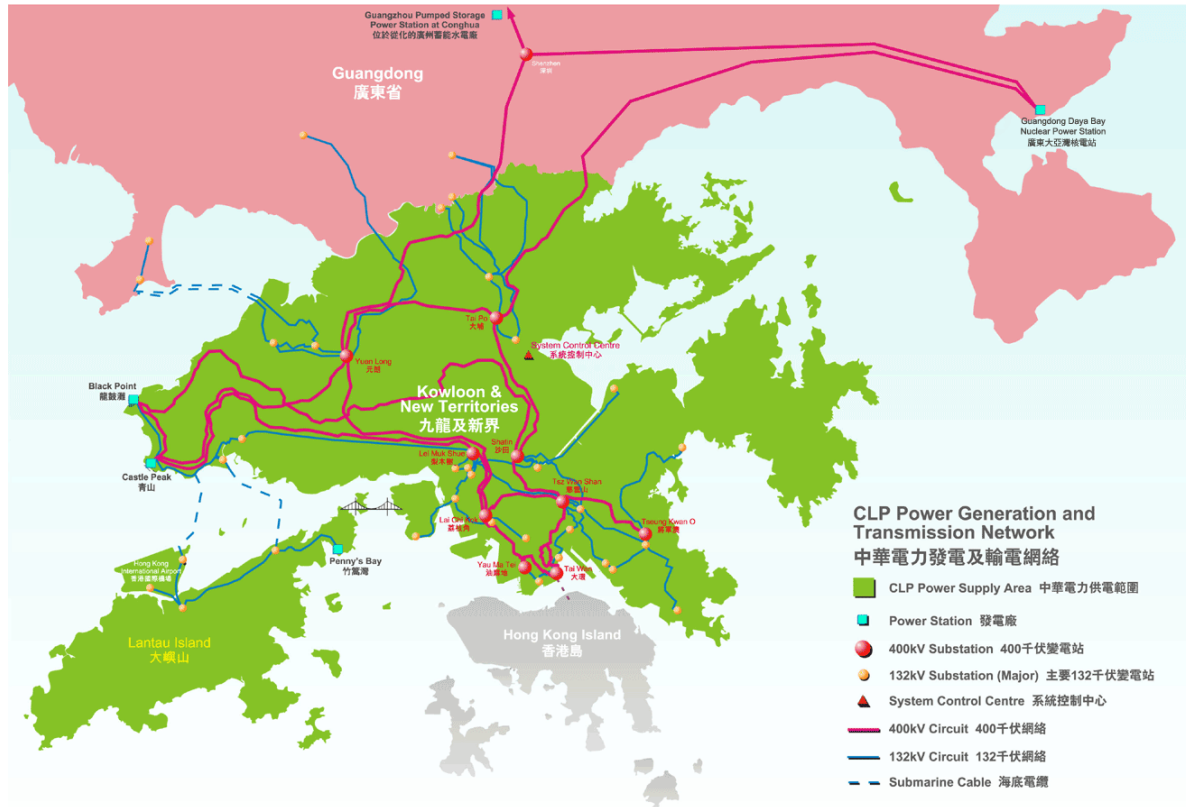 Guangzhou Pumped Storage
Power Station at Conghua
位於從化的廣州蓄能水電廠
Shenzhen
深圳
Guangdong
廣東省
Guangdong Daya Bay
Nuclear Power Station
廣東大亞灣核電站
Tai Po
大埔
System Control Centre
系統控制中心
Yuen Long
元朗
Black Point
龍鼓灘
Kowloon &
New Territories
九龍及新界
Shatin
沙田
Lei Muk Shue
梨木樹
Castle Peak
青山
Tsz Wan Shan
慈雲山
Lai Chi Kok
荔枝角
Tseung Kwan O
將軍澳
Penny's Bay
竹篙灣
Hong Kong
International Airport
香港國際機場
Yau Ma Tei
油麻地
Tai Wan
大環
Lantau Island
大嶼山
Hong Kong Island
香港島
CLP Power Generation and
Transmission Network
中華電力發電及輸電網絡
CLP Power Supply Area 中華電力供電範圍
Power Station 發電廠
400kV Substation 400千伏變電站
132kV Substation (Major) 主要132千伏變電站
System Control Centre 系統控制中心
400kV Circuit 400千伏網絡
132kV Circuit 132千伏網絡
Submarine Cable 海底電纜